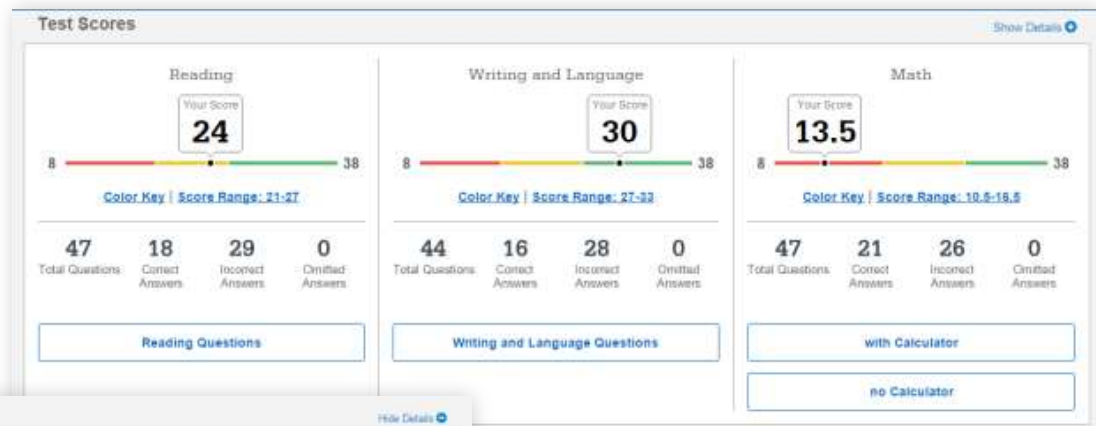 Test Scores
Show Details
Reading
Your Score
24
8
38
Color Key | Score Range: 21-27
47
18
29
0
Total Questions
Correct Answers
Incorrect Answers
Omitted Answers
Reading Questions
Writing and Language
Your Score
30
8
38
Color Key | Score Range: 27-33
44
16
28
0
Total Questions
Correct Answers
Incorrect Answers
Omitted Answers
Writing and Language Questions
Math
Your Score
13.5
8
38
Color Key | Score Range: 10.5-16.5
47
21
26
0
Total Questions
Correct Answers
Incorrect Answers
Omitted Answers
with Calculator
no Calculator
Hide Details